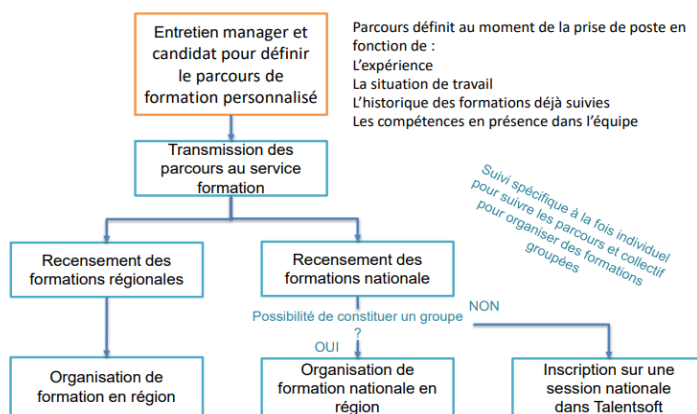 Entretien manager et
candidat pour définir
le parcours de
formation personnalisé
Parcours définit au moment de la prise de poste en
fonction de :
L'expérience
La situation de travail
L'historique des formations déjà suivies
Les compétences en présence dans l'équipe
Transmission des
parcours au service
formation
Suivi spécifique à la fois individuel
pour suivre les parcours et collectif
pour organiser des formations
groupées
Recensement des
formations régionales
Recensement des
formations nationale
Possibilité de constituer un groupe
?
NON
OUI
Organisation de
formation en région
Organisation de
formation nationale en
région
Inscription sur une
session nationale
dans Talentsoft